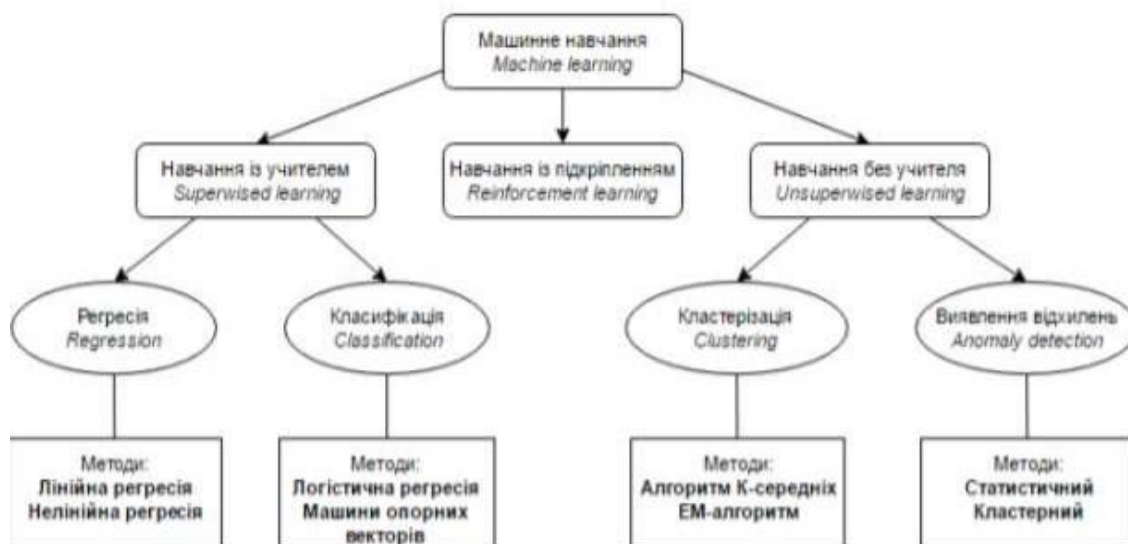 Машинне навчання
Machine learning
Навчання із учителем
Superwised learning
Навчання із підкріпленням
Reinforcement learning
Навчання без учителя
Unsuperwised learning
Регресія
Regression
Класифікація
Classification
Кластерізація
Clustering
Виявлення відхилень
Anomaly detection
Методи:
Лінійна регресія
Нелінійна регресія
Методи:
Логістична регресія
Машини опорних
векторів
Методи:
Алгоритм К-середніх
ЕМ-алгоритм
Методи:
Статистичний
Кластерний